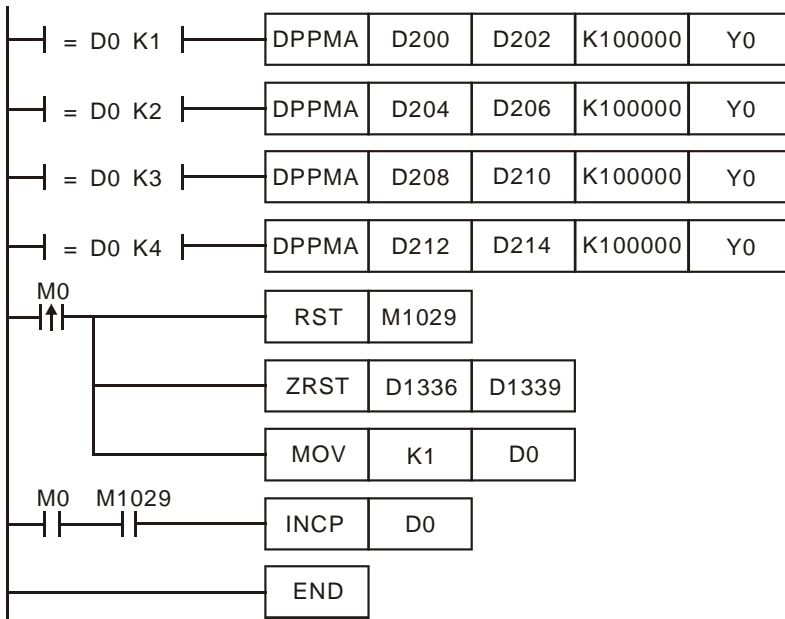 = D0 K1 DPPMA D200 D202 K100000 Y0
= D0 K2 DPPMA D204 D206 K100000 Y0
= D0 K3 DPPMA D208 D210 K100000 Y0
= D0 K4 DPPMA D212 D214 K100000 Y0
M0
RST M1029
ZRST D1336 D1339
MOV K1 D0
M0 M1029
INCP D0
END